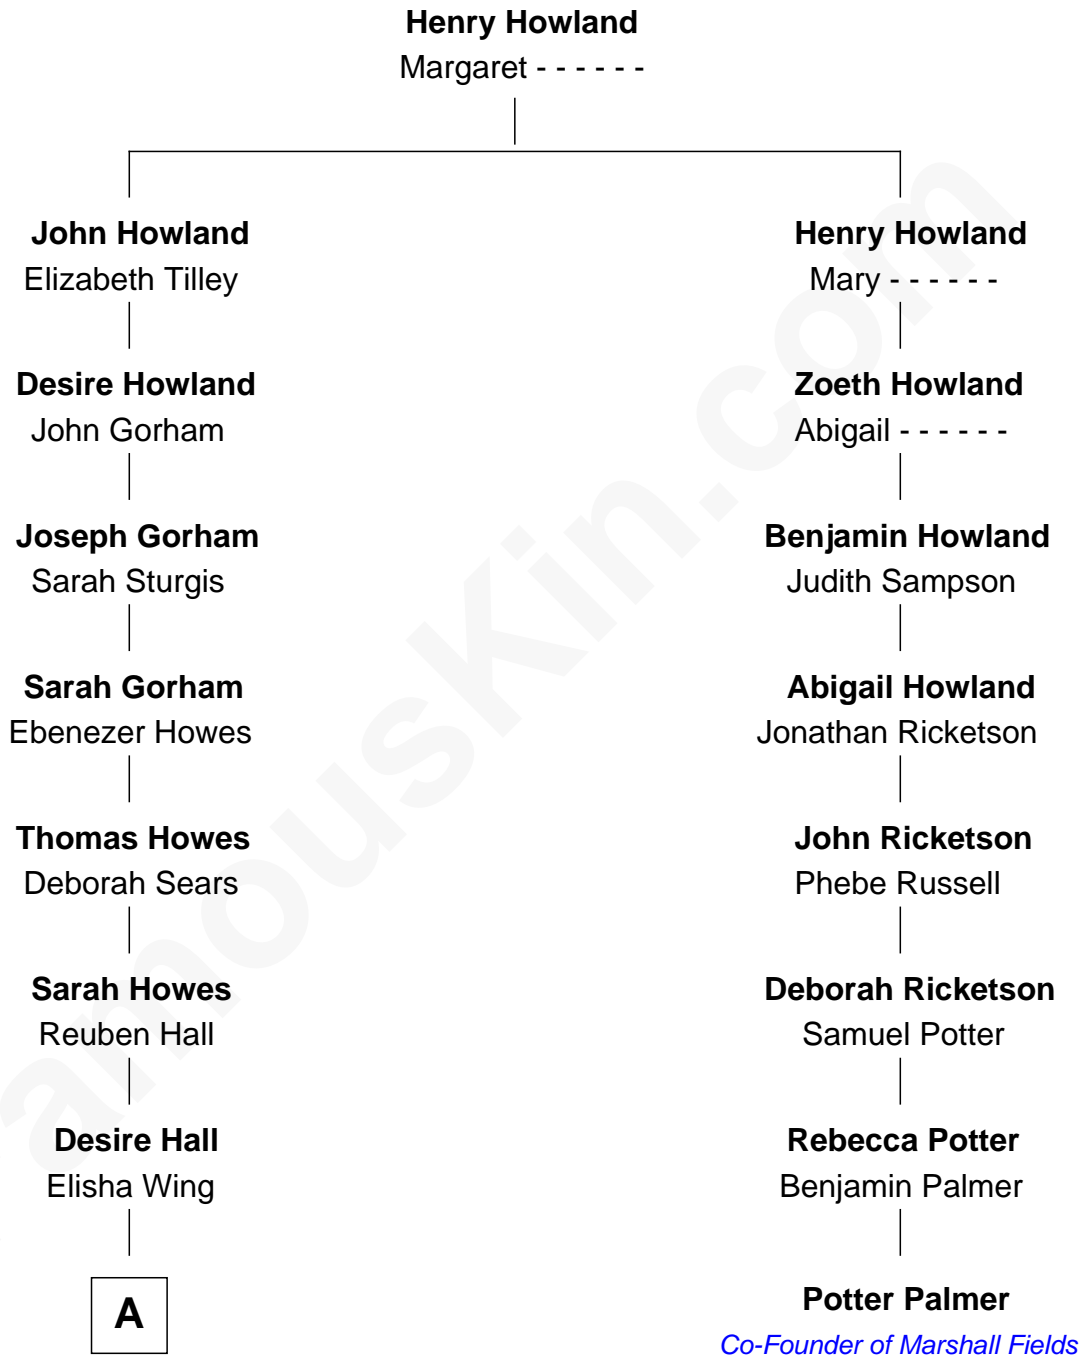 Henry Howland
Margaret - - - - - -
John Howland
Elizabeth Tilley
Henry Howland
Mary - - - - - -
Desire Howland
John Gorham
Zoeth Howland
Abigail - - - - - -
Joseph Gorham
Sarah Sturgis
Benjamin Howland
Judith Sampson
Sarah Gorham
Ebenezer Howes
Abigail Howland
Jonathan Ricketson
Thomas Howes
Deborah Sears
John Ricketson
Phebe Russell
Sarah Howes
Reuben Hall
Deborah Ricketson
Samuel Potter
Desire Hall
Elisha Wing
Rebecca Potter
Benjamin Palmer
A
Potter Palmer
Co-Founder of Marshall Fields
amousKin.com